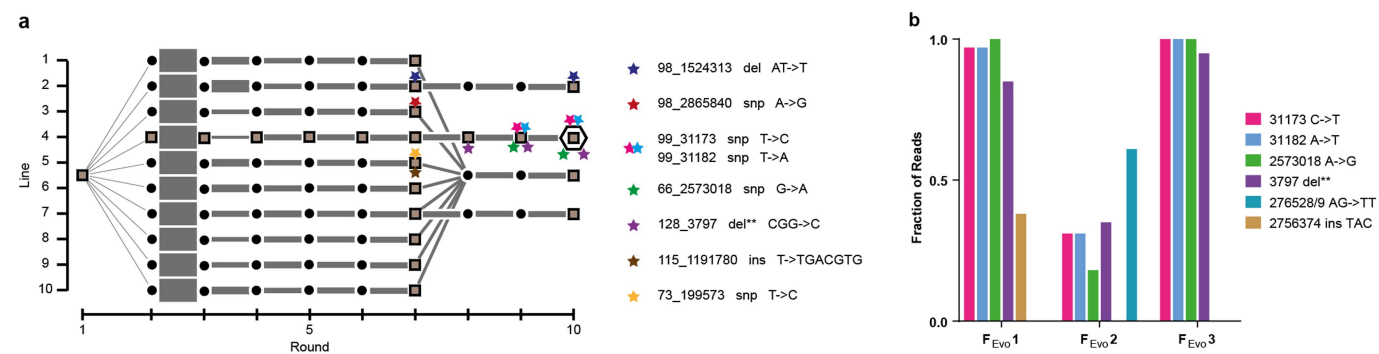 a
Line
1
2
3
4
5
6
7
8
9
10
1
5
10
Round
98_1524313 del AT->T
98_2865840 snp A->G
99_31173 snp T->C
99_31182 snp T->A
66_2573018 snp G->A
128_3797 del** CGG->C
115_1191780 ins T->TGACGTG
73_199573 snp T->C
b
Fraction of Reads
1.0
0.5
0.0
FEvo1
FEvo2
FEvo3
31173 C->T
31182 A->T
2573018 A->G
3797 del**
276528/9 AG->TT
2756374 ins TAC